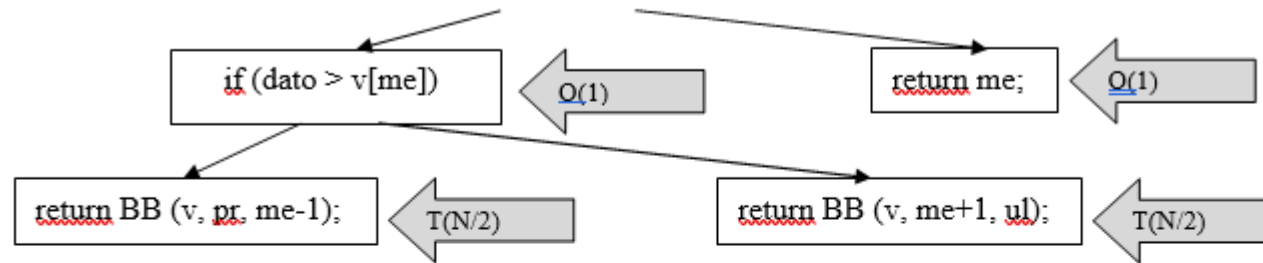 if (dato > v[me])
O(1)
return me;
O(1)
return BB (v, pr, me-1);
T(N/2)
return BB (v, me+1, ul);
T(N/2)